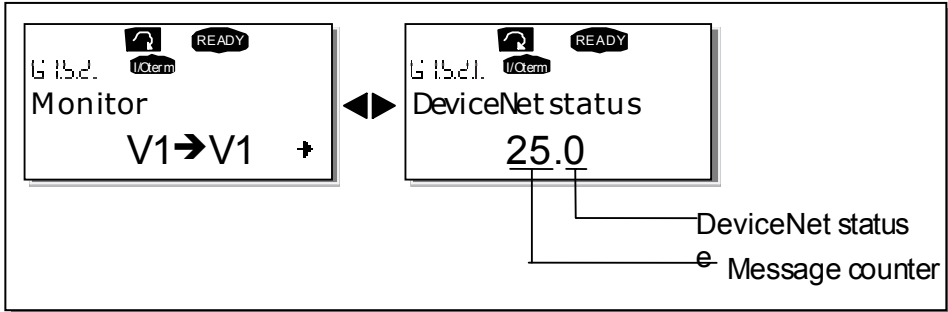 READY
G1.5.2.
I/Oterm
Monitor
V1➔V1
READY
G1.5.2.1.
I/Oterm
DeviceNet status
25.0
DeviceNet status
e
Message counter